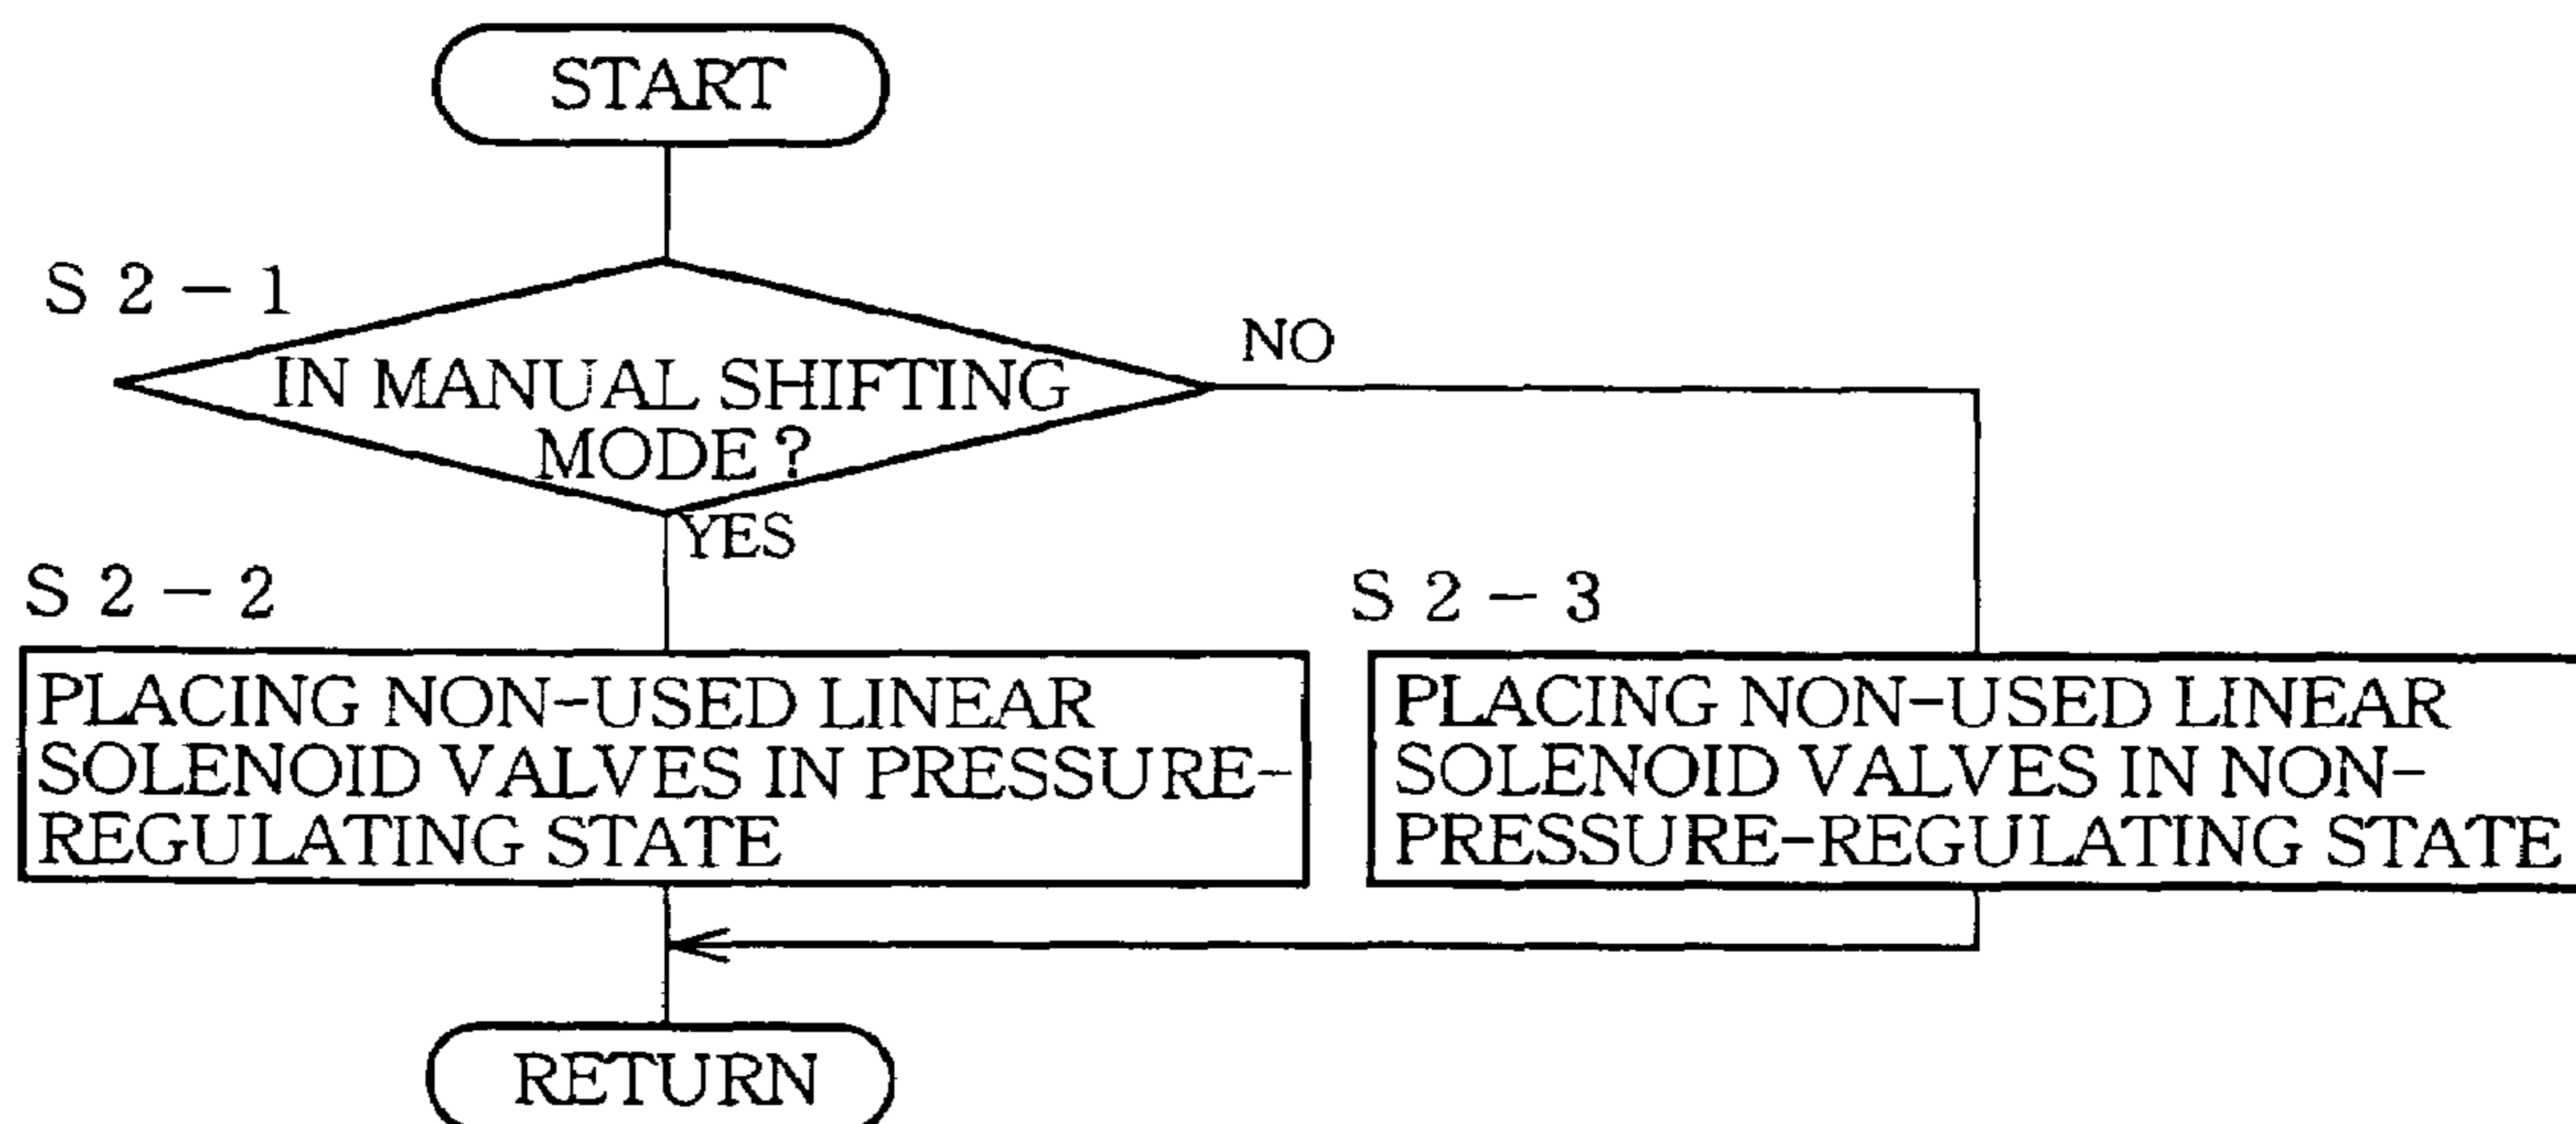 START
S 2 - 1
NO
IN MANUAL SHIFTING
MODE ?
YES
S 2 - 2
PLACING NON-USED LINEAR
SOLENOID VALVES IN PRESSURE-
REGULATING STATE
S 2 - 3
PLACING NON-USED LINEAR
SOLENOID VALVES IN NON-
PRESSURE-REGULATING STATE
RETURN